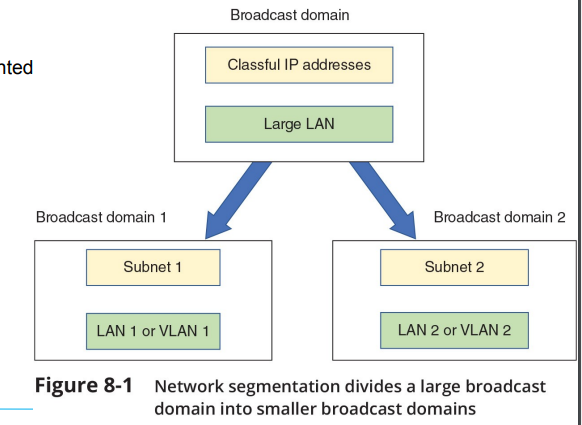 Broadcast domain
Classful IP addresses
Large LAN
Broadcast domain 1
Broadcast domain 2
Subnet 1
Subnet 2
LAN 1 or VLAN 1
LAN 2 or VLAN 2
Figure 8-1 Network segmentation divides a large broadcast
domain into smaller broadcast domains